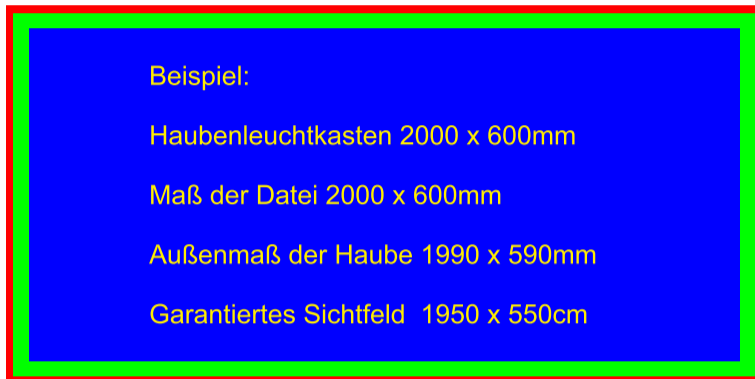 Beispiel:
Haubenleuchtkasten 2000 x 600mm
Maß der Datei 2000 x 600mm
Außenmaß der Haube 1990 x 590mm
Garantiertes Sichtfeld  1950 x 550cm